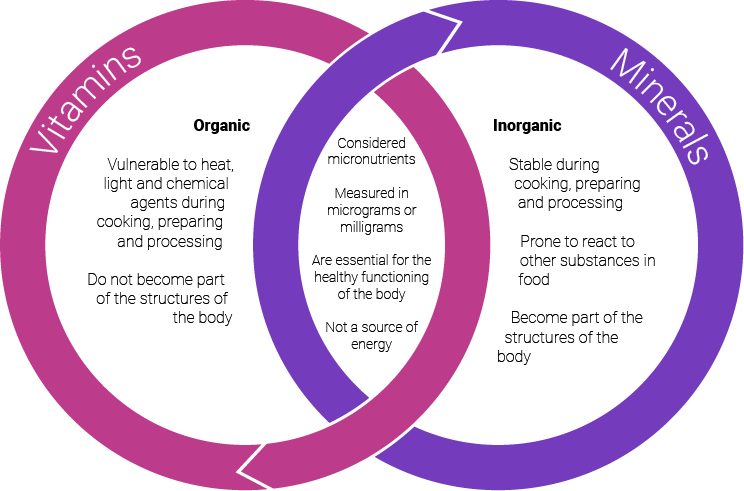 Vitamins
Organic
Vulnerable to heat,
light and chemical
agents during
cooking, preparing
and processing
Do not become part
of the structures of
the body
Considered
micronutrients
Measured in
micrograms or
milligrams
Are essential for the
healthy functioning
of the body
Not a source of
energy
Minerals
Inorganic
Stable during
cooking, preparing
and processing
Prone to react to
other substances in
food
Become part of the
structures of the
body